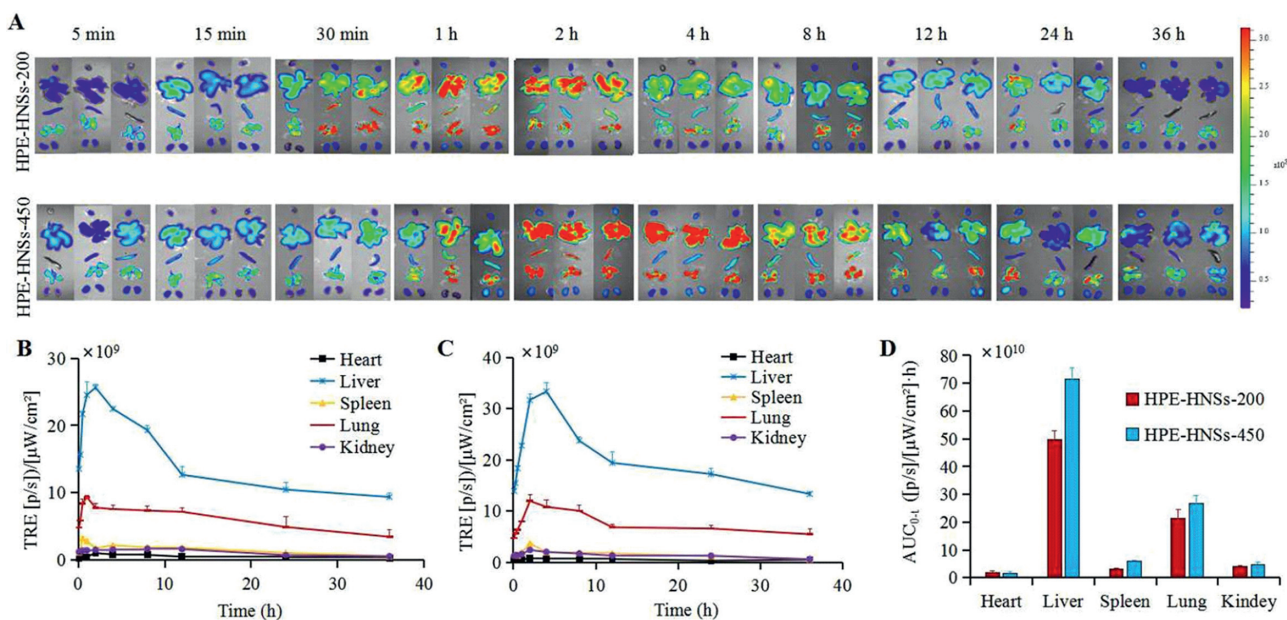 A
5 min 15 min 30 min 1 h 2 h 4 h 8 h 12 h 24 h 36 h
HPE-HNSs-200
HPE-HNSs-450
3.0
2.5
2.0
1.5
1.0
0.5
B
×10⁹
30
20
10
0
TRE [p/s])/[μW/cm²]
0 10 20 30 40
Time (h)
Heart
Liver
Spleen
Lung
Kidney
C
×10⁹
40
30
20
10
0
TRE [p/s])/[μW/cm²]
0 10 20 30 40
Time (h)
Heart
Liver
Spleen
Lung
Kidney
D
×10¹⁰
80
70
60
50
40
30
20
10
0
AUC₀₋ₜ ([p/s]/[μW/cm²]·h)
Heart Liver Spleen Lung Kindey
HPE-HNSs-200
HPE-HNSs-450